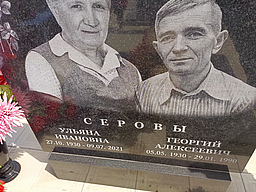 СЕРОВЫ
УЛЬЯНА
ИВАНОВНА
27.10.1930 - 09.07.2021
ГЕОРГИЙ
АЛЕКСЕЕВИЧ
05.05.1930 - 29.01.1990